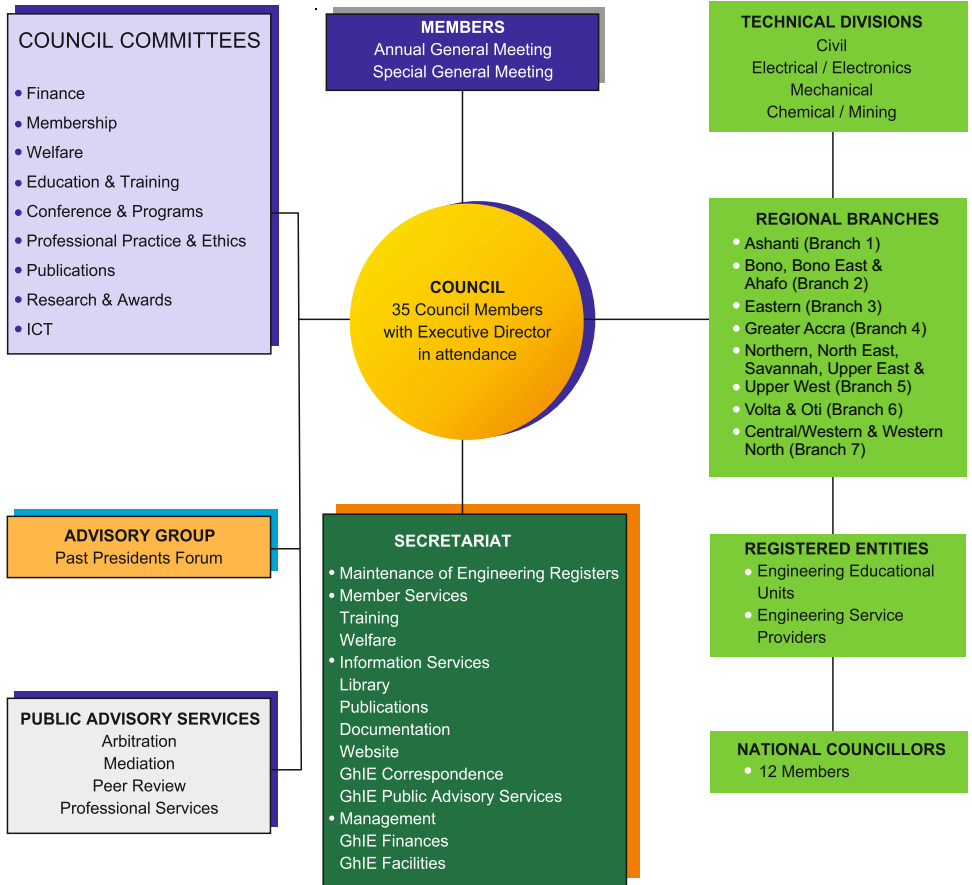 COUNCIL COMMITTEES
• Finance
• Membership
• Welfare
• Education & Training
• Conference & Programs
• Professional Practice & Ethics
• Publications
• Research & Awards
• ICT
MEMBERS
Annual General Meeting
Special General Meeting
TECHNICAL DIVISIONS
Civil
Electrical / Electronics
Mechanical
Chemical / Mining
COUNCIL
35 Council Members
with Executive Director
in attendance
REGIONAL BRANCHES
• Ashanti (Branch 1)
• Bono, Bono East &
Ahafo (Branch 2)
• Eastern (Branch 3)
• Greater Accra (Branch 4)
• Northern, North East,
Savannah, Upper East &
• Upper West (Branch 5)
• Volta & Oti (Branch 6)
• Central/Western & Western
North (Branch 7)
ADVISORY GROUP
Past Presidents Forum
SECRETARIAT
• Maintenance of Engineering Registers
• Member Services
Training
Welfare
• Information Services
Library
Publications
Documentation
Website
GhIE Correspondence
GhIE Public Advisory Services
• Management
GhIE Finances
GhIE Facilities
REGISTERED ENTITIES
• Engineering Educational
Units
• Engineering Service
Providers
PUBLIC ADVISORY SERVICES
Arbitration
Mediation
Peer Review
Professional Services
NATIONAL COUNCILLORS
• 12 Members